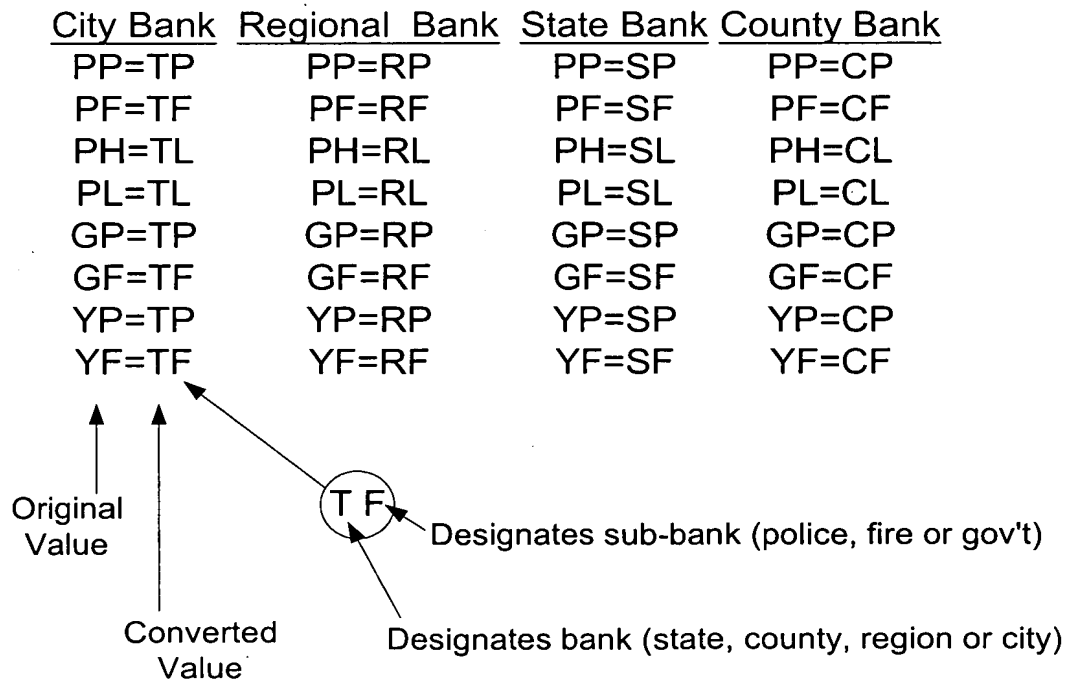 City Bank Regional Bank State Bank County Bank
PP=TP PP=RP PP=SP PP=CP
PF=TF PF=RF PF=SF PF=CF
PH=TL PH=RL PH=SL PH=CL
PL=TL PL=RL PL=SL PL=CL
GP=TP GP=RP GP=SP GP=CP
GF=TF GF=RF GF=SF GF=CF
YP=TP YP=RP YP=SP YP=CP
YF=TF YF=RF YF=SF YF=CF
Original
Value
T F
Designates sub-bank (police, fire or gov't)
Converted
Value
Designates bank (state, county, region or city)